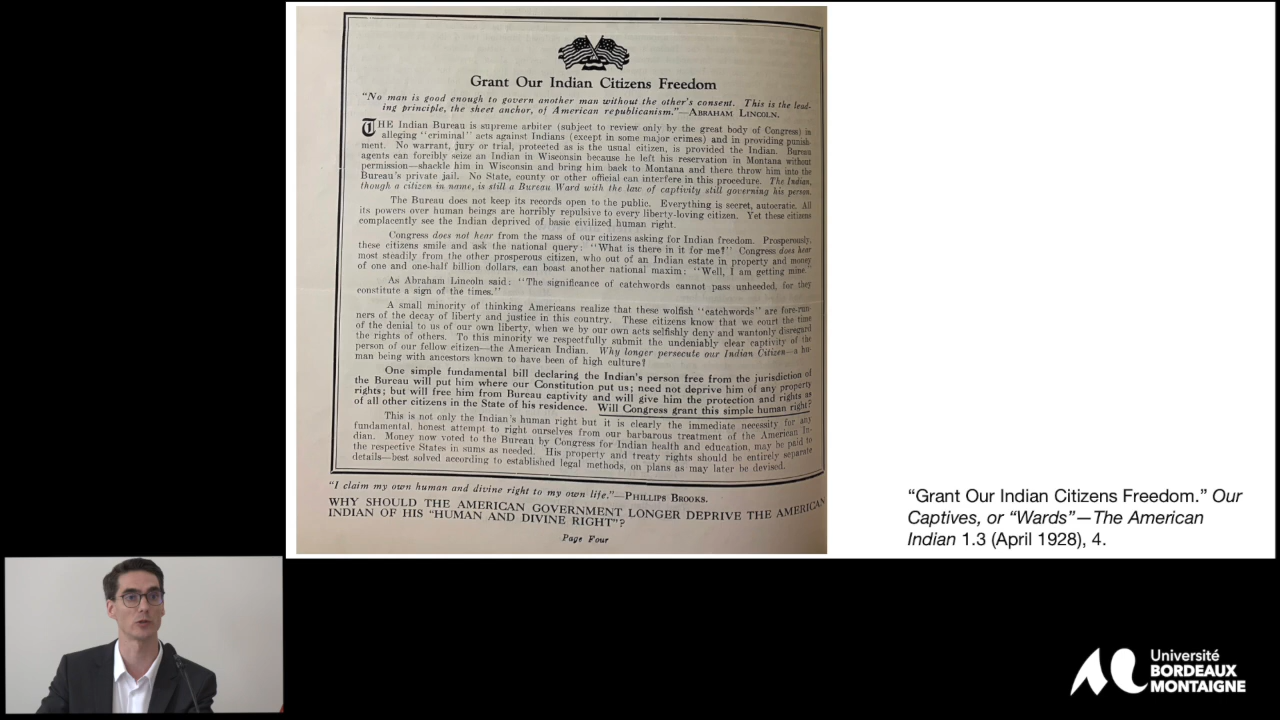 Grant Our Indian Citizens Freedom
"No man is good enough to govern another man without the other's consent. This is the lead-
ing principle, the sheet anchor, of American republicanism."—ABRAHAM LINCOLN.
THE Indian Bureau is supreme arbiter (subject to review only by the great body of Congress) in
alleging "criminal" acts against Indians (except in some major crimes) and in providing punish-
ment. No warrant, jury or trial, protected as is the usual citizen, is provided the Indian. Bureau
agents can forcibly seize an Indian in Wisconsin because he left his reservation in Montana without
permission—shackle him in Wisconsin and bring him back to Montana and there throw him into the
Bureau's private jail. No State, county or other official can interfere in this procedure. The Indian,
though a citizen in name, is still a Bureau Ward with the law of captivity still governing his person.
The Bureau does not keep its records open to the public. Everything is secret, autocratic. All
its powers over human beings are horribly repulsive to every liberty-loving citizen. Yet these citizens
complacently see the Indian deprived of basic civilized human right.
Congress does not hear from the mass of our citizens asking for Indian freedom. Prosperously,
these citizens smile and ask the national query: "What is there in it for me?" Congress does hear
most steadily from the other prosperous citizen, who out of an Indian estate in property and money
of one and one-half billion dollars, can boast another national maxim: "Well, I am getting mine."
As Abraham Lincoln said: "The significance of catchwords cannot pass unheeded, for they
constitute a sign of the times."
A small minority of thinking Americans realize that these wolfish "catchwords" are fore-run-
ners of the decay of liberty and justice in this country. These citizens know that we court the time
of the denial to us of our own liberty, when we by our own acts selfishly deny and wantonly disregard
the rights of others. To this minority we respectfully submit the undeniably clear captivity of the
person of our fellow citizen—the American Indian. Why longer persecute our Indian Citizen—a hu-
man being with ancestors known to have been of high culture?
One simple fundamental bill declaring the Indian's person free from the jurisdiction of
the Bureau will put him where our Constitution put us; need not deprive him of any property
rights; but will free him from Bureau captivity and will give him the protection and rights as
of all other citizens in the State of his residence. Will Congress grant this simple human right?
This is not only the Indian's human right but it is clearly the immediate necessity for any
fundamental, honest attempt to right ourselves from our barbarous treatment of the American In-
dian. Money now voted to the Bureau by Congress for Indian health and education, may be paid to
the respective States in sums as needed. His property and treaty rights should be entirely separate
details—best solved according to established legal methods, on plans as may later be devised.
"I claim my own human and divine right to my own life."—PHILLIPS BROOKS.
WHY SHOULD THE AMERICAN GOVERNMENT LONGER DEPRIVE THE AMERICAN
INDIAN OF HIS "HUMAN AND DIVINE RIGHT"?
Page Four
“Grant Our Indian Citizens Freedom.” Our
Captives, or “Wards”—The American
Indian 1.3 (April 1928), 4.
Université
BORDEAUX
MONTAIGNE